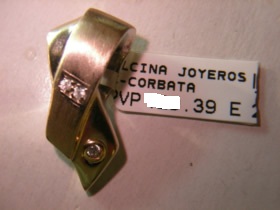 LCINA JOYEROS
-CORBATA
PVP .39 E